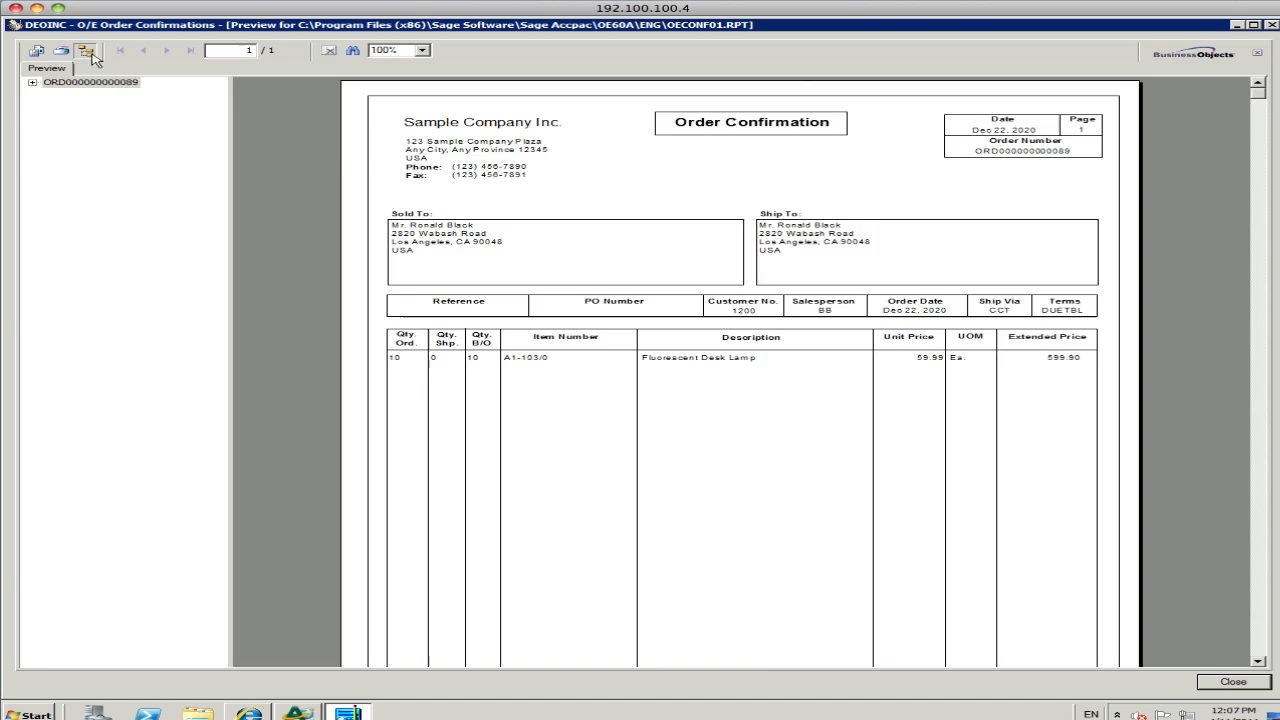 192.100.100.4
DEOINC - O/E Order Confirmations - [Preview for C:\Program Files (x86)\Sage Software\Sage Accpac\OE60A\ENG\OECONF01.RPT]
1 / 1
100%
BusinessObjects
Preview
ORD000000000089
Sample Company Inc.
123 Sample Company Plaza
Any City, Any Province 12345
USA
Phone: (123) 456-7890
Fax: (123) 456-7891
Order Confirmation
Date Page
Dec 22, 2020 1
Order Number
ORD000000000089
Sold To:
Mr. Ronald Black
2820 Wabash Road
Los Angeles, CA 90048
USA
Ship To:
Mr. Ronald Black
2820 Wabash Road
Los Angeles, CA 90048
USA
Reference PO Number Customer No. Salesperson Order Date Ship Via Terms
1200 BB Dec 22, 2020 CCT DUETBL
Qty. Ord. Qty. Shp. Qty. B/O Item Number Description Unit Price UOM Extended Price
10 0 10 A1-103/0 Fluorescent Desk Lamp 59.99 Ea. 599.90
Close
Start
EN
12:07 PM